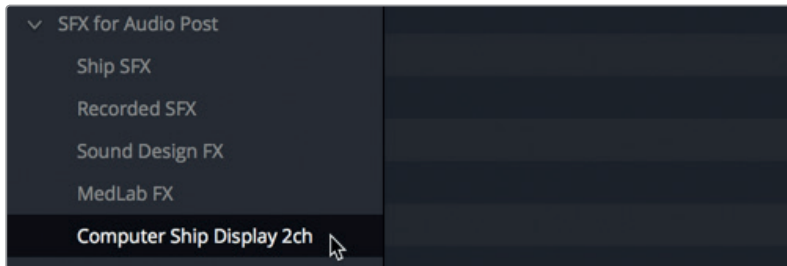 SFX for Audio Post
Ship SFX
Recorded SFX
Sound Design FX
MedLab FX
Computer Ship Display 2ch